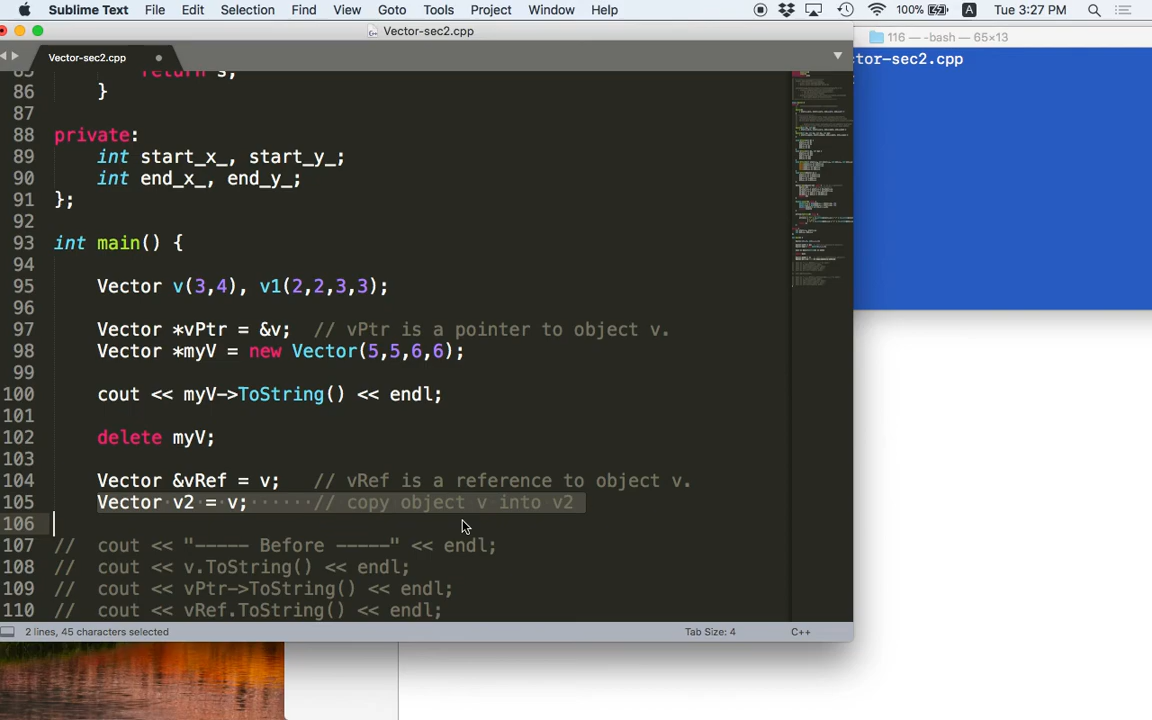 Sublime Text File Edit Selection Find View Goto Tools Project Window Help 100% A Tue 3:27 PM
Vector-sec2.cpp
116 — -bash — 65×13
Vector-sec2.cpp
tor-sec2.cpp
return s;
86 }
87
88 private:
89 int start_x_, start_y_;
90 int end_x_, end_y_;
91 };
92
93 int main() {
94
95 Vector v(3,4), v1(2,2,3,3);
96
97 Vector *vPtr = &v; // vPtr is a pointer to object v.
98 Vector *myV = new Vector(5,5,6,6);
99
100 cout << myV->ToString() << endl;
101
102 delete myV;
103
104 Vector &vRef = v; // vRef is a reference to object v.
105 Vector v2 = v; // copy object v into v2
106
107 // cout << "----- Before -----" << endl;
108 // cout << v.ToString() << endl;
109 // cout << vPtr->ToString() << endl;
110 // cout << vRef.ToString() << endl;
2 lines, 45 characters selected Tab Size: 4 C++